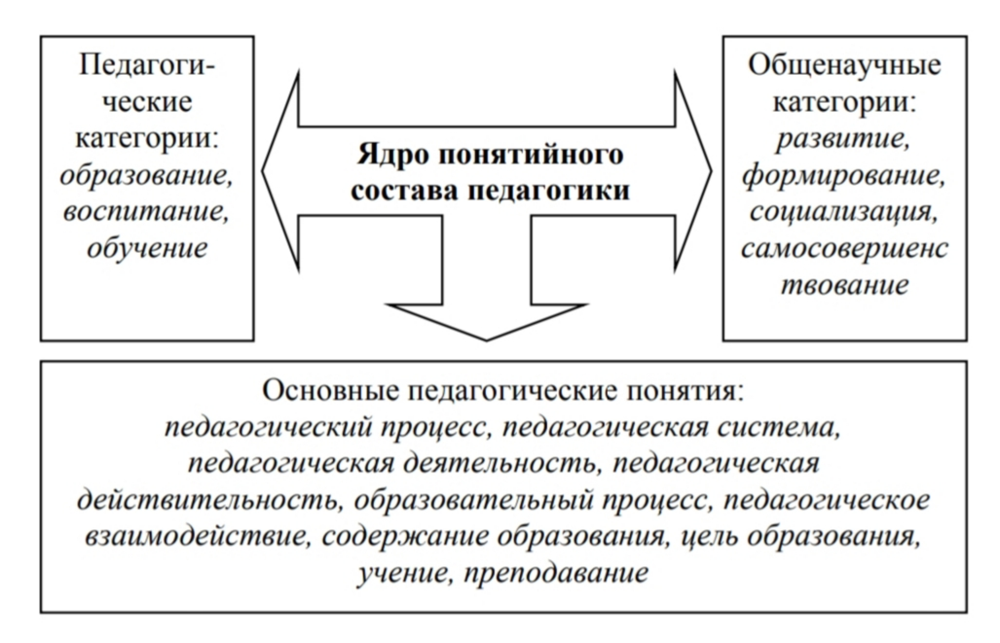 Педагоги-
ческие
категории:
образование,
воспитание,
обучение
Ядро понятийного
состава педагогики
Общенаучные
категории:
развитие,
формирование,
социализация,
самосовершенс
твование
Основные педагогические понятия:
педагогический процесс, педагогическая система,
педагогическая деятельность, педагогическая
действительность, образовательный процесс, педагогическое
взаимодействие, содержание образования, цель образования,
учение, преподавание